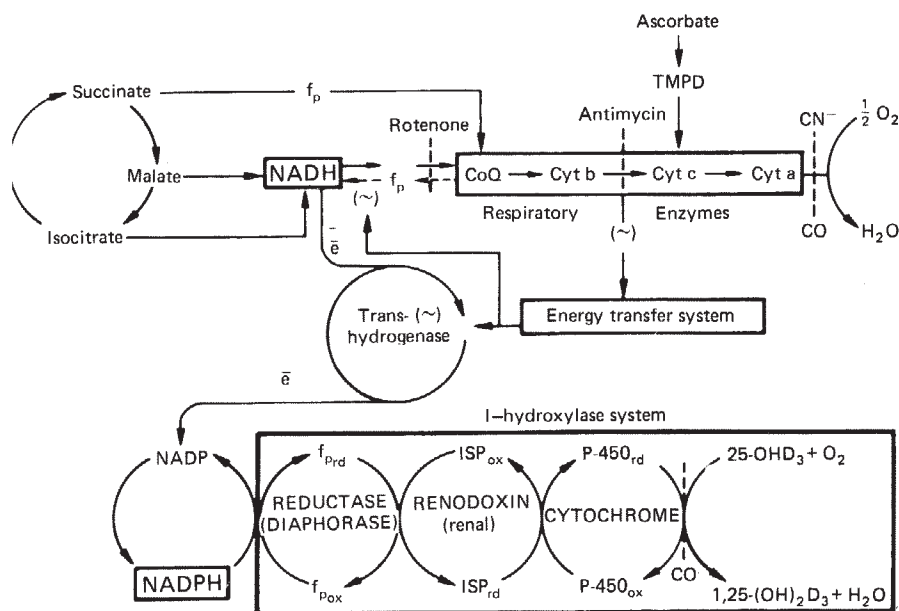 Ascorbate
TMPD
Succinate
fp
Rotenone
Antimycin
CN−
½ O2
Malate
NADH
fp
CoQ
Cyt b
Cyt c
Cyt a
(~)
Respiratory
Enzymes
Isocitrate
(~)
CO
H2O
ē
Trans- (~)
hydrogenase
Energy transfer system
ē
I-hydroxylase system
NADP
fprd
ISPox
P-450rd
25-OHD3 + O2
REDUCTASE
(DIAPHORASE)
RENODOXIN
(renal)
CYTOCHROME
NADPH
fpox
ISPrd
P-450ox
CO
1,25-(OH)2D3 + H2O